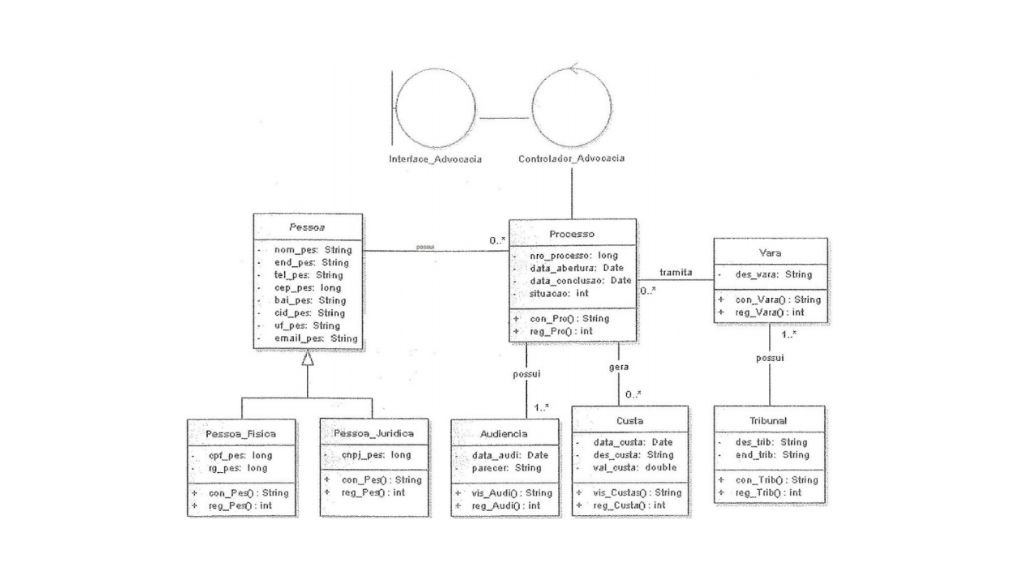 Interface_Advocacia
Controlador_Advocacia
Pessoa
- nom_pes: String
- end_pes: String
- tel_pes: String
- cep_pes: long
- bai_pes: String
- cid_pes: String
- uf_pes: String
- email_pes: String
possui
0..*
Processo
- nro_processo: long
- data_abertura: Date
- data_conclusao: Date
- situacao: int
+ con_Pro() : String
+ reg_Pro() : int
tramita
0..*
Vara
- des_vara: String
+ con_Vara() : String
+ reg_Vara() : int
1..*
possui
possui
1..*
gera
0..*
Pessoa_Fisica
- cpf_pes: long
- rg_pes: long
+ con_Pes() : String
+ reg_Pes() : int
Pessoa_Juridica
- cnpj_pes: long
+ con_Pes() : String
+ reg_Pes() : int
Audiencia
- data_audi: Date
- parecer: String
+ vis_Audi() : String
+ reg_Audi() : int
Custa
- data_custa: Date
- des_custa: String
- val_custa: double
+ vis_Custas() : String
+ reg_Custa() : int
Tribunal
- des_trib: String
- end_trib: String
+ con_Trib() : String
+ reg_Trib() : int